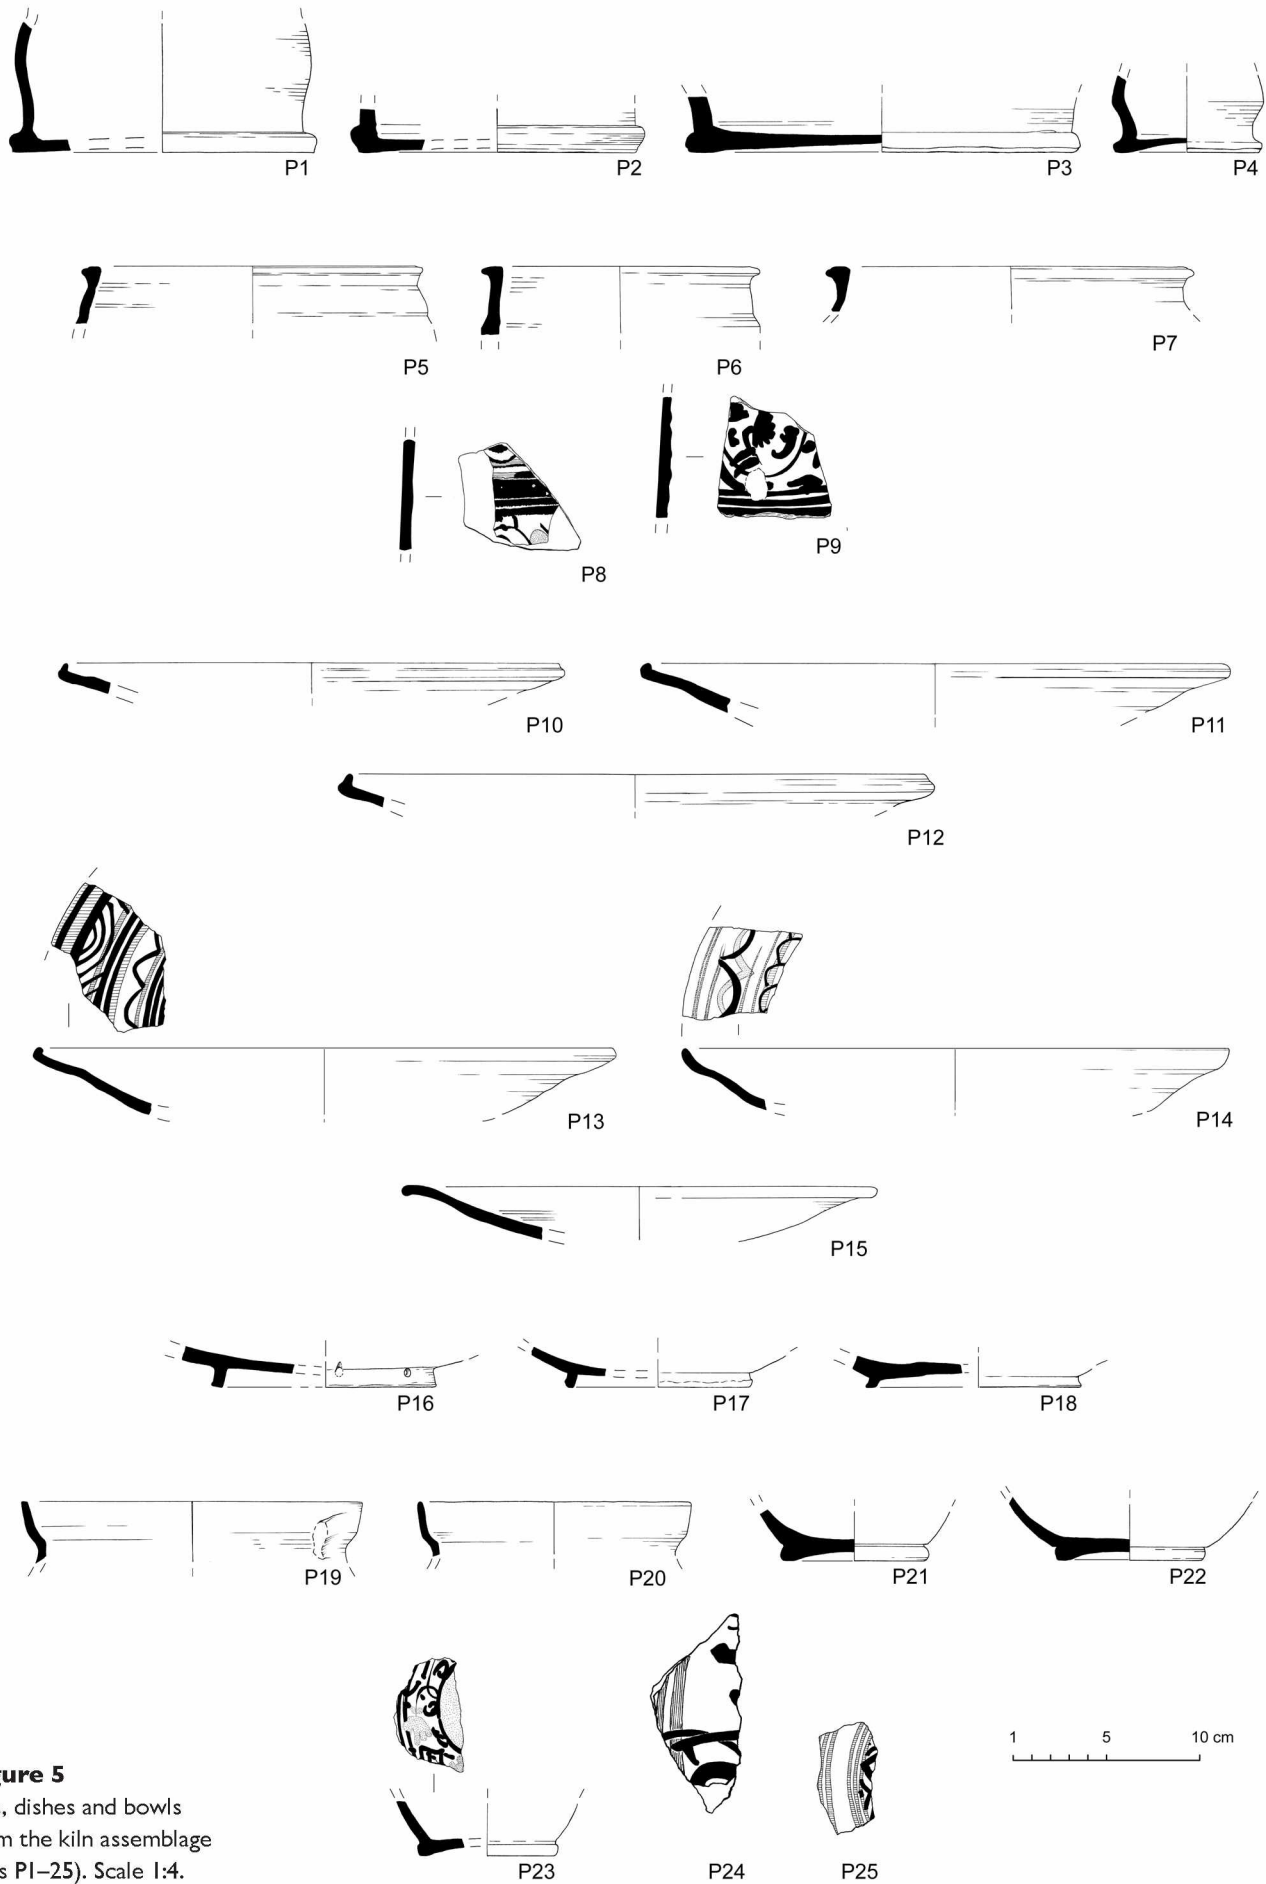 P1 P2 P3 P4
P5 P6 P7
P8 P9
P10 P11
P12
P13 P14
P15
P16 P17 P18
P19 P20 P21 P22
1 5 10 cm
gure 5
, dishes and bowls
m the kiln assemblage
s P1–25). Scale 1:4.
P23 P24 P25